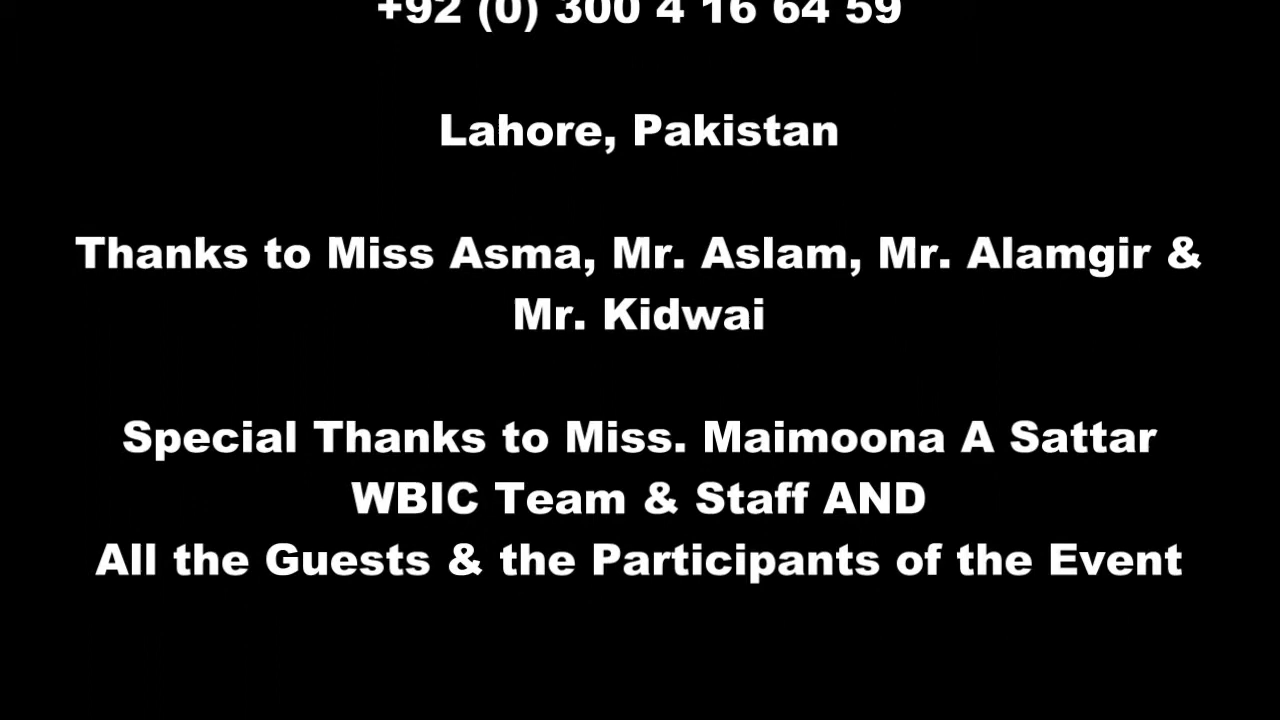 +92 (0) 300 4 16 64 59
Lahore, Pakistan
Thanks to Miss Asma, Mr. Aslam, Mr. Alamgir &
Mr. Kidwai
Special Thanks to Miss. Maimoona A Sattar
WBIC Team & Staff AND
All the Guests & the Participants of the Event